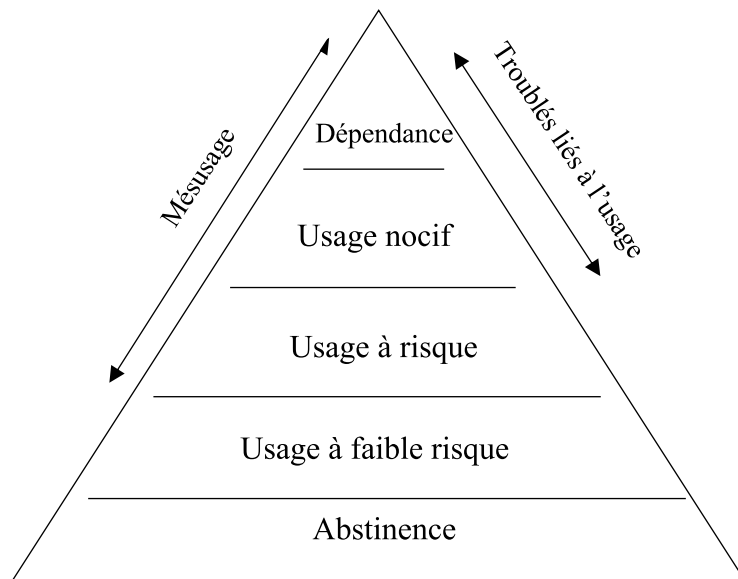 Mésusage
Troublés liés à l'usage
Dépendance
Usage nocif
Usage à risque
Usage à faible risque
Abstinence